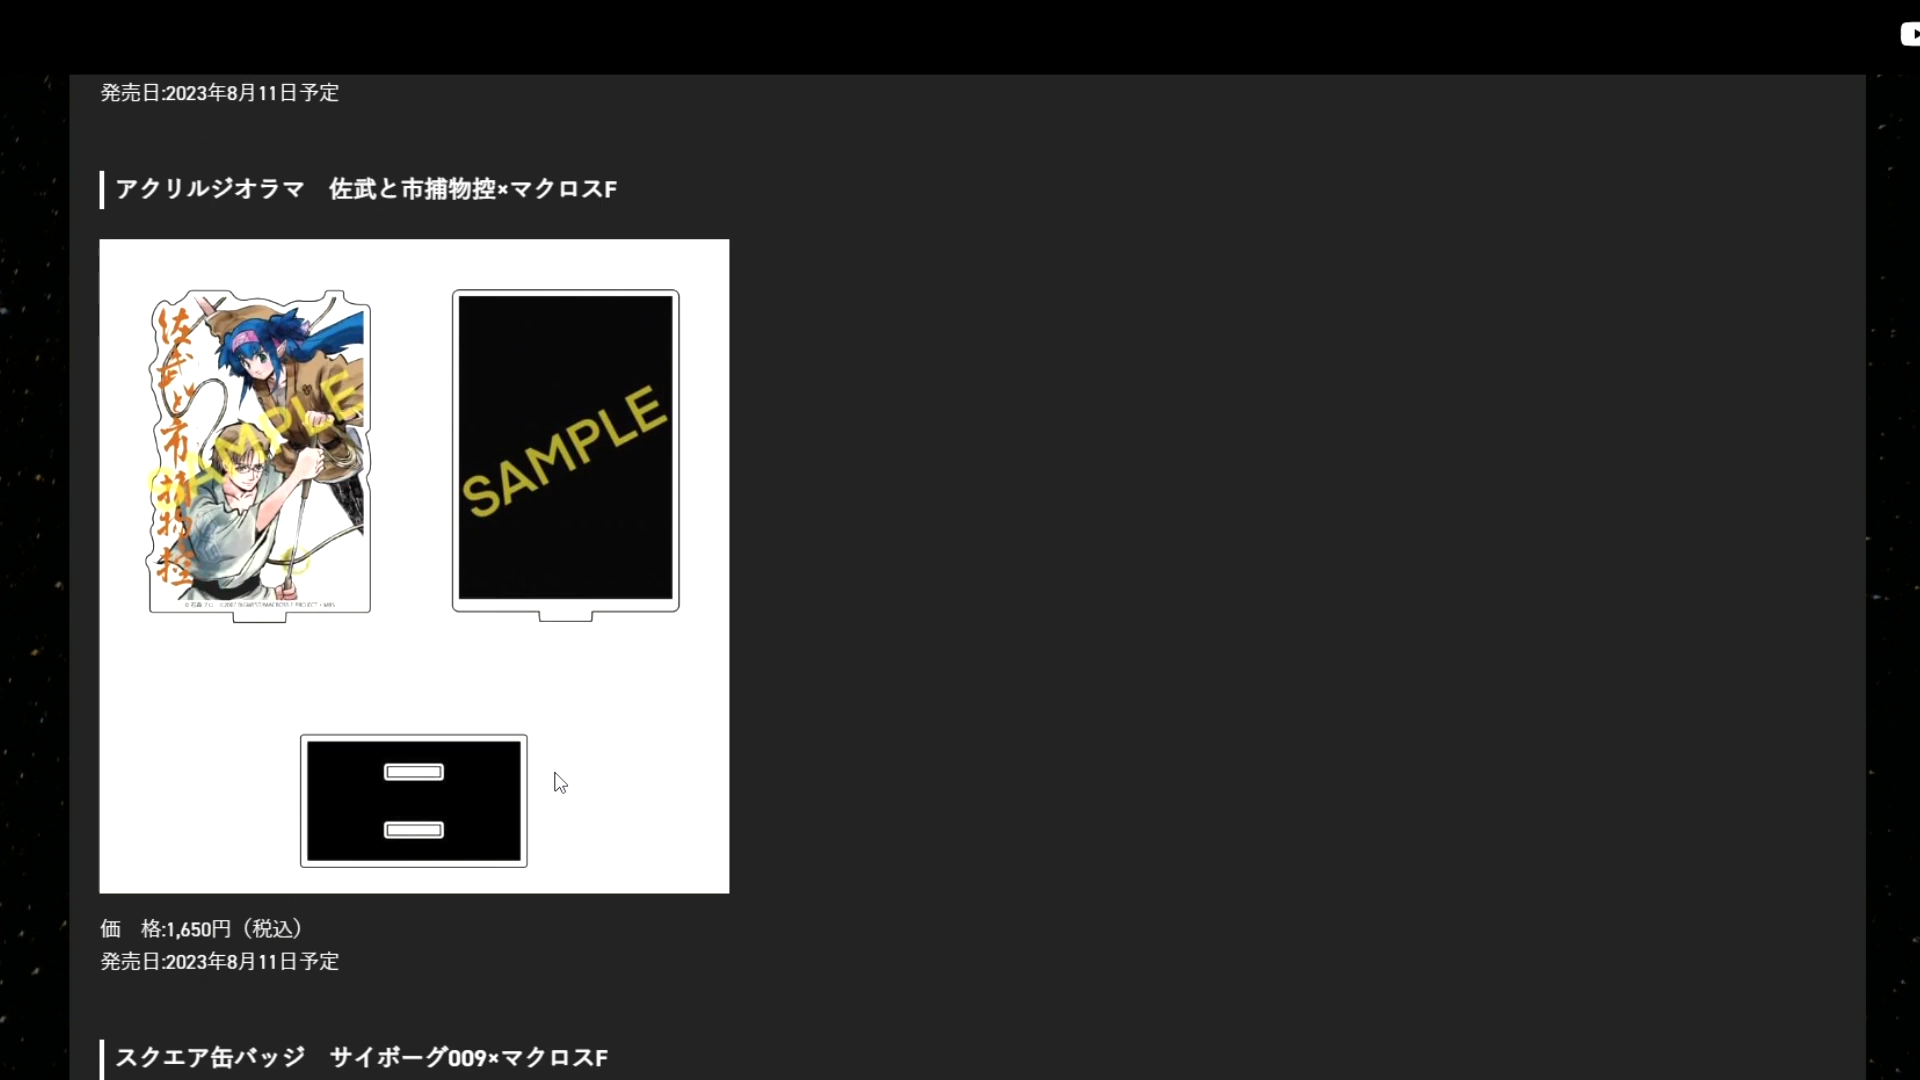 発売日:2023年8月11日予定
アクリルジオラマ　佐武と市捕物控×マクロスF
佐武と市捕物控
SAMPLE
SAMPLE
価　格:1,650円（税込）
発売日:2023年8月11日予定
スクエア缶バッジ　サイボーグ009×マクロスF